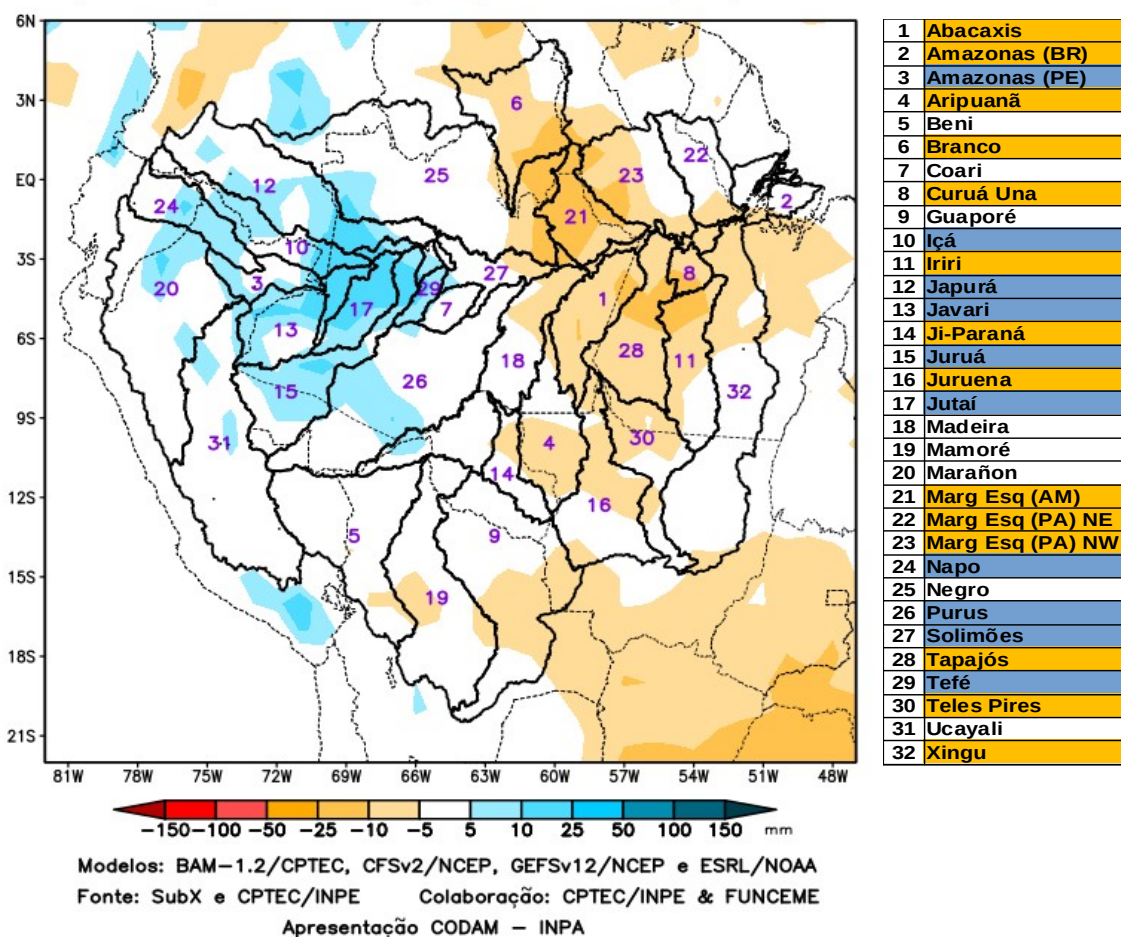 6N
3N
EQ
3S
6S
9S
12S
15S
18S
21S
81W 78W 75W 72W 69W 66W 63W 60W 57W 54W 51W 48W
6
22
25
23
12
2
24
21
10
27
8
3
20
29
1
17
7
13
28
18
11
15
26
32
31
4
30
14
16
5
9
19
1 Abacaxis
2 Amazonas (BR)
3 Amazonas (PE)
4 Aripuanã
5 Beni
6 Branco
7 Coari
8 Curuá Una
9 Guaporé
10 Içá
11 Iriri
12 Japurá
13 Javari
14 Ji-Paraná
15 Juruá
16 Juruena
17 Jutaí
18 Madeira
19 Mamoré
20 Marañon
21 Marg Esq (AM)
22 Marg Esq (PA) NE
23 Marg Esq (PA) NW
24 Napo
25 Negro
26 Purus
27 Solimões
28 Tapajós
29 Tefé
30 Teles Pires
31 Ucayali
32 Xingu
-150 -100 -50 -25 -10 -5 5 10 25 50 100 150 mm
Modelos: BAM-1.2/CPTEC, CFSv2/NCEP, GEFSv12/NCEP e ESRL/NOAA
Fonte: SubX e CPTEC/INPE Colaboração: CPTEC/INPE & FUNCEME
Apresentação CODAM - INPA